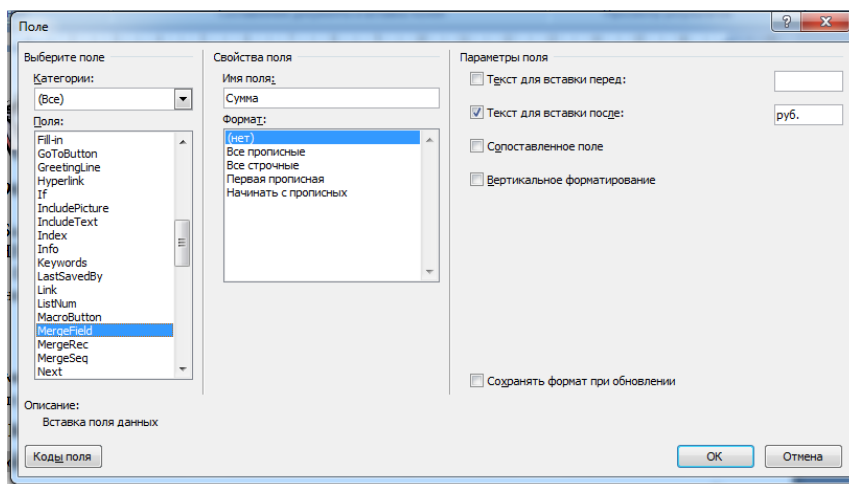 Поле
Выберите поле
Категории:
(Все)
Поля:
Fill-in
GoToButton
GreetingLine
Hyperlink
If
IncludePicture
IncludeText
Index
Info
Keywords
LastSavedBy
Link
ListNum
MacroButton
MergeField
MergeRec
MergeSeq
Next
Свойства поля
Имя поля:
Сумма
Формат:
(нет)
Все прописные
Все строчные
Первая прописная
Начинать с прописных
Параметры поля
Текст для вставки перед:
Текст для вставки после:
руб.
Сопоставленное поле
Вертикальное форматирование
Сохранять формат при обновлении
Описание:
Вставка поля данных
Коды поля
ОК
Отмена